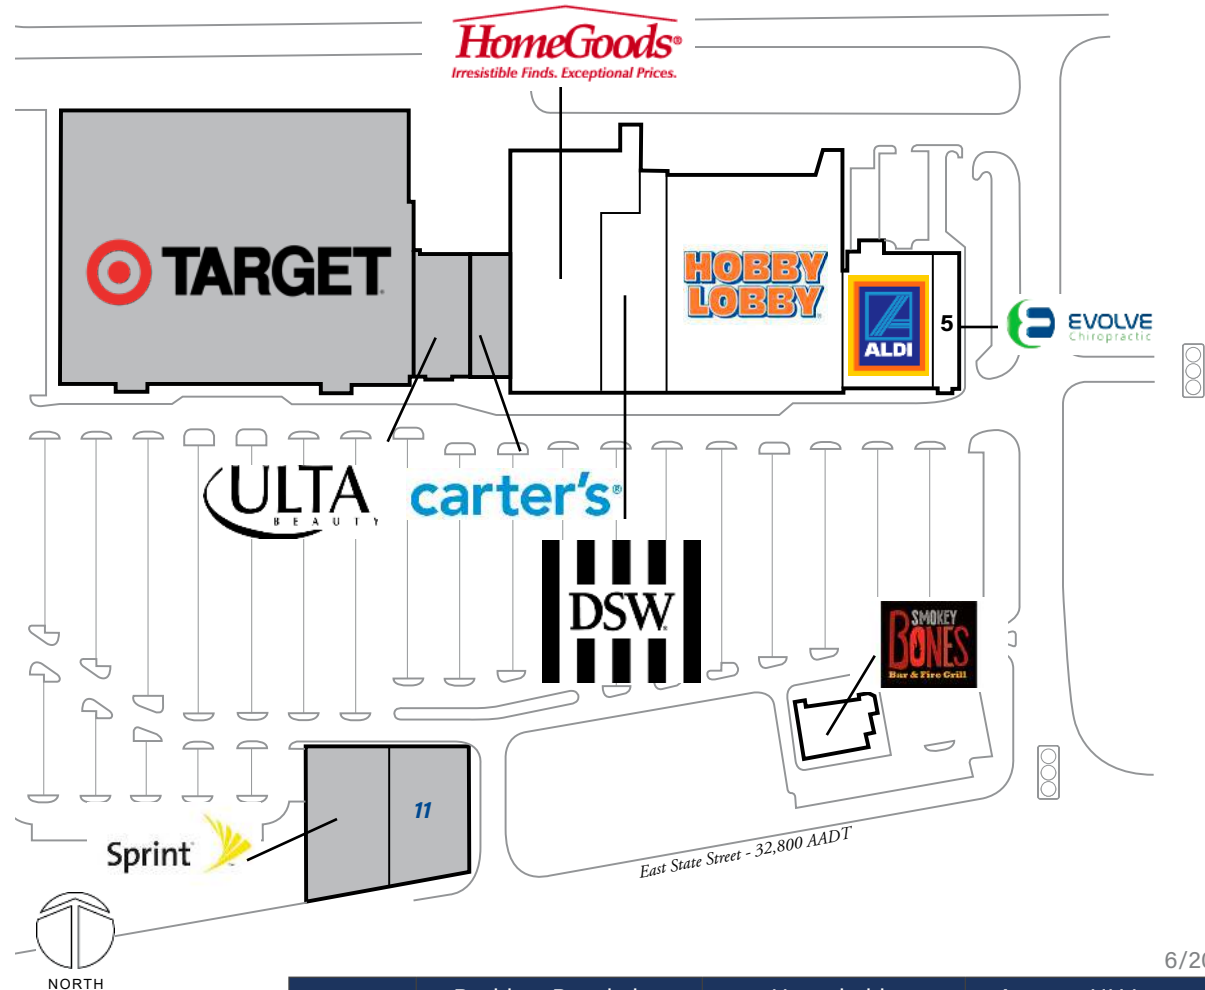 HomeGoods®
Irresistible Finds. Exceptional Prices.
TARGET
HOBBY
LOBBY
ALDI
5
EVOLVE
Chiropractic
ULTA
BEAUTY
carter's®
DSW
SMOKEY
BONES
Bar & Fire Grill
11
Sprint
East State Street - 32,800 AADT
NORTH